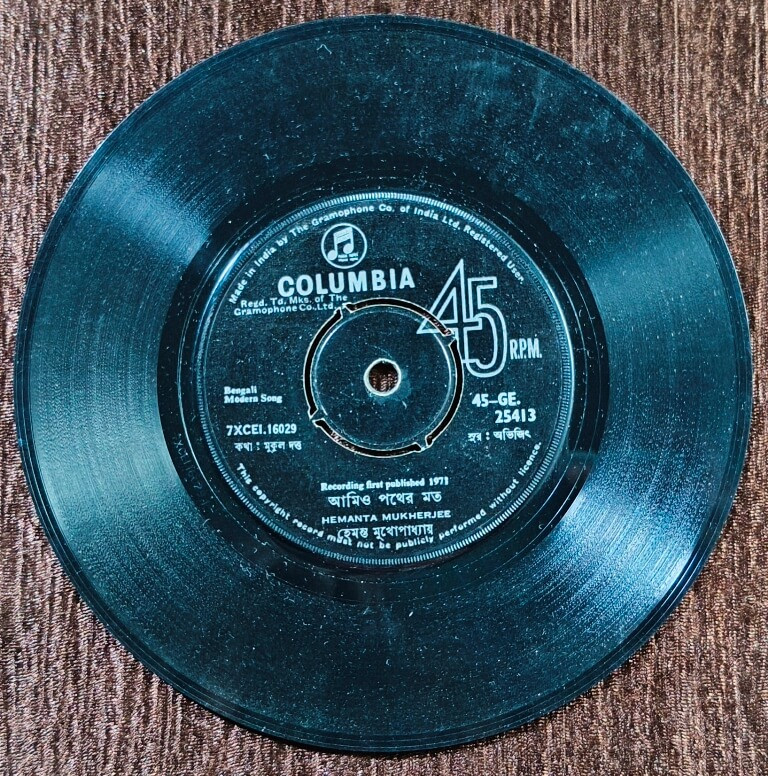 Made in India by The Gramophone Co. of India Ltd. Registered User.
COLUMBIA
Regd. Td. Mks. of The
Gramophone Co., Ltd.
45 R.P.M.
Bengali
Modern Song
45–GE.
25413
7XCEI.16029
কথা : মুকুল দত্ত
সুর : অভিজিৎ
Recording first published 1971
আমিও পথের মত
HEMANTA MUKHERJEE
হেমন্ত মুখোপাধ্যায়
This copyright record must not be publicly performed without licence.